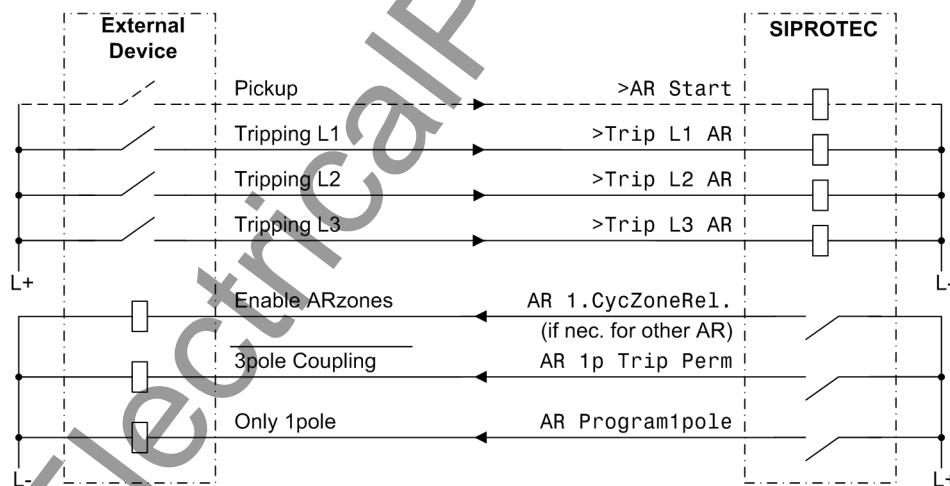 External
Device
SIPROTEC
Pickup >AR Start
Tripping L1 >Trip L1 AR
Tripping L2 >Trip L2 AR
Tripping L3 >Trip L3 AR
L+ L-
Enable ARzones AR 1.CycZoneRel.
(if nec. for other AR)
3pole Coupling AR 1p Trip Perm
Only 1pole AR Program1pole
L- L+
ElectricalP